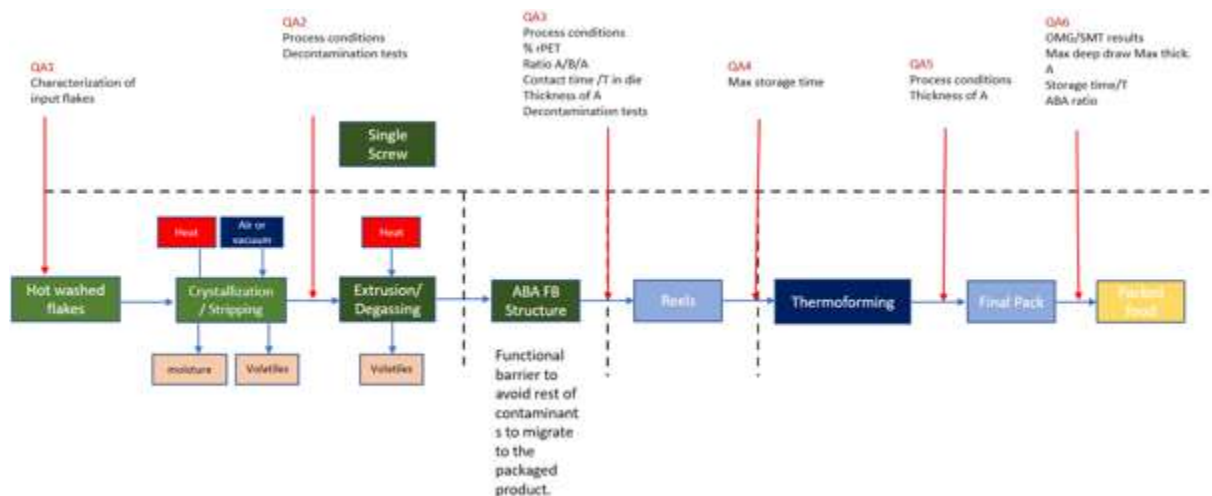 QA1
Characterization of
input flakes
QA2
Process conditions
Decontamination tests
QA3
Process conditions
% rPET
Ratio A/B/A
Contact time /T in die
Thickness of A
Decontamination tests
QA4
Max storage time
QA5
Process conditions
Thickness of A
QA6
OMG/SMT results
Max deep draw Max thick.
A
Storage time/T
ABA ratio
Single
Screw
Heat
Air or
vacuum
Heat
Hot washed
flakes
Crystallization
/ Stripping
Extrusion/
Degassing
ABA FB
Structure
Reels
Thermoforming
Final Pack
Packed
Food
moisture
Volatiles
Volatiles
Functional
barrier to
avoid rest of
contaminant
s to migrate
to the
packaged
product.